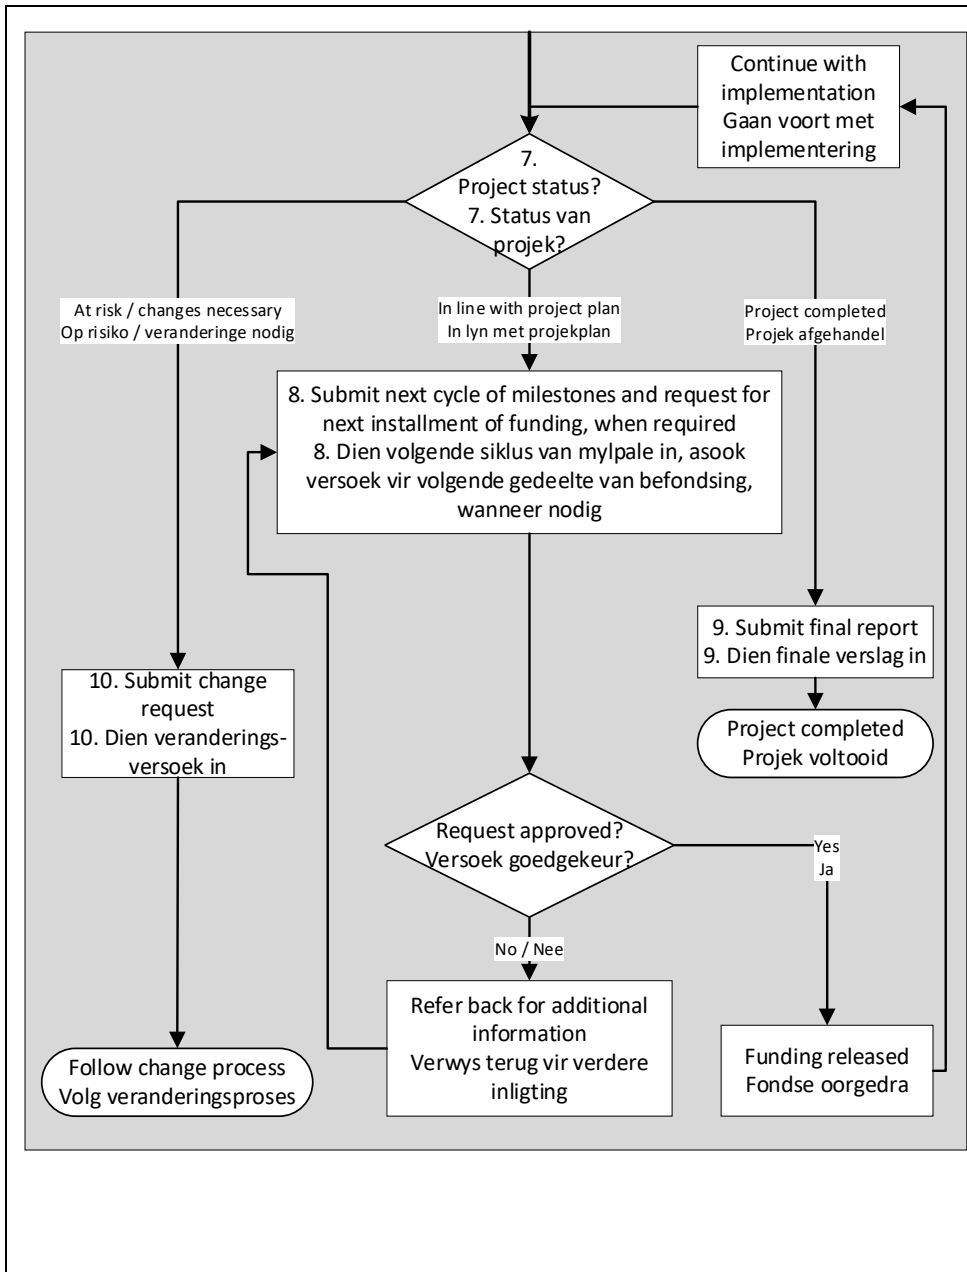 Continue with
implementation
Gaan voort met
implementering
7.
Project status?
7. Status van
projek?
At risk / changes necessary
Op risiko / veranderinge nodig
In line with project plan
In lyn met projekplan
Project completed
Projek afgehandel
8. Submit next cycle of milestones and request for
next installment of funding, when required
8. Dien volgende siklus van mylpale in, asook
versoek vir volgende gedeelte van befondsing,
wanneer nodig
9. Submit final report
9. Dien finale verslag in
10. Submit change
request
10. Dien veranderings-
versoek in
Project completed
Projek voltooid
Request approved?
Versoek goedgekeur?
Yes
Ja
No / Nee
Refer back for additional
information
Verwys terug vir verdere
inligting
Funding released
Fondse oorgedra
Follow change process
Volg veranderingsproses